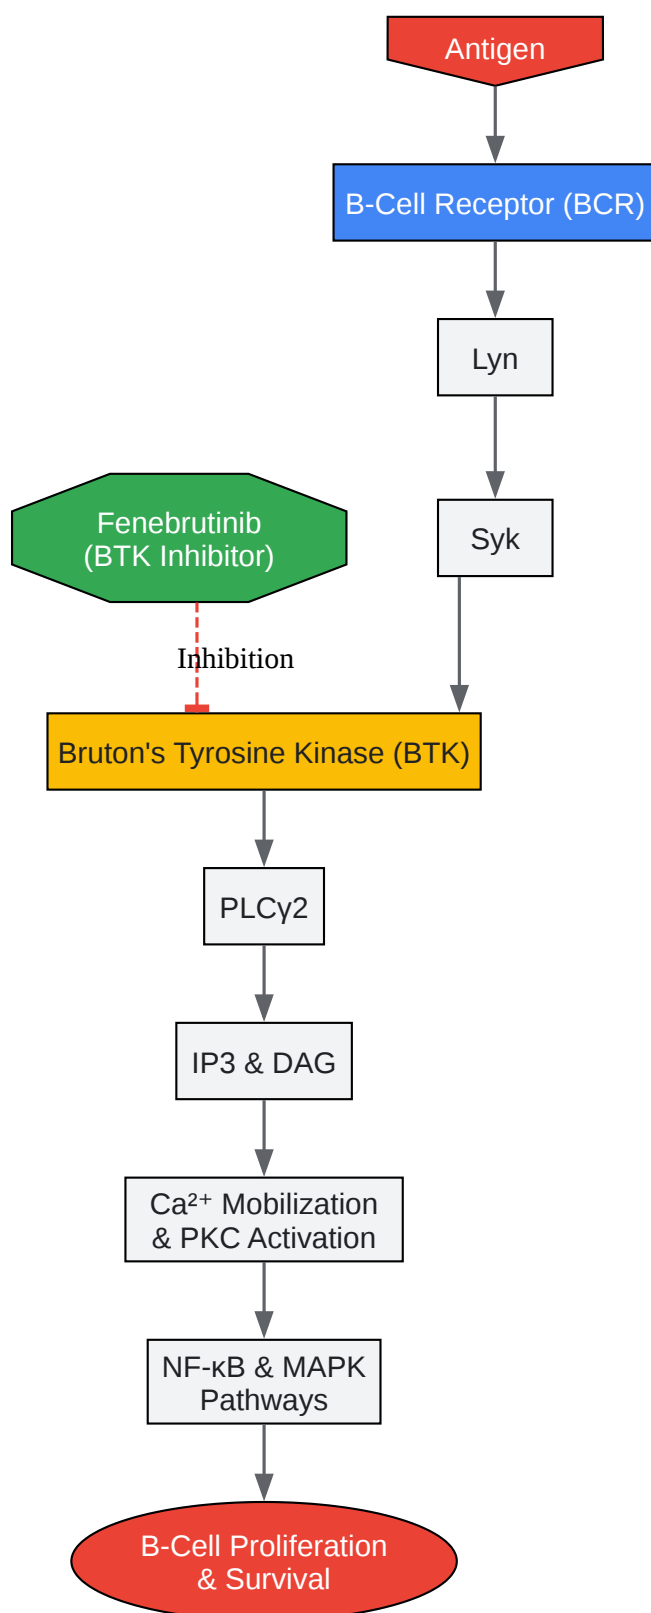 Antigen
B-Cell Receptor (BCR)
Lyn
Syk
Fenebrutinib
(BTK Inhibitor)
Inhibition
Bruton's Tyrosine Kinase (BTK)
PLCγ2
IP3 & DAG
Ca²⁺ Mobilization
& PKC Activation
NF-κB & MAPK
Pathways
B-Cell Proliferation
& Survival